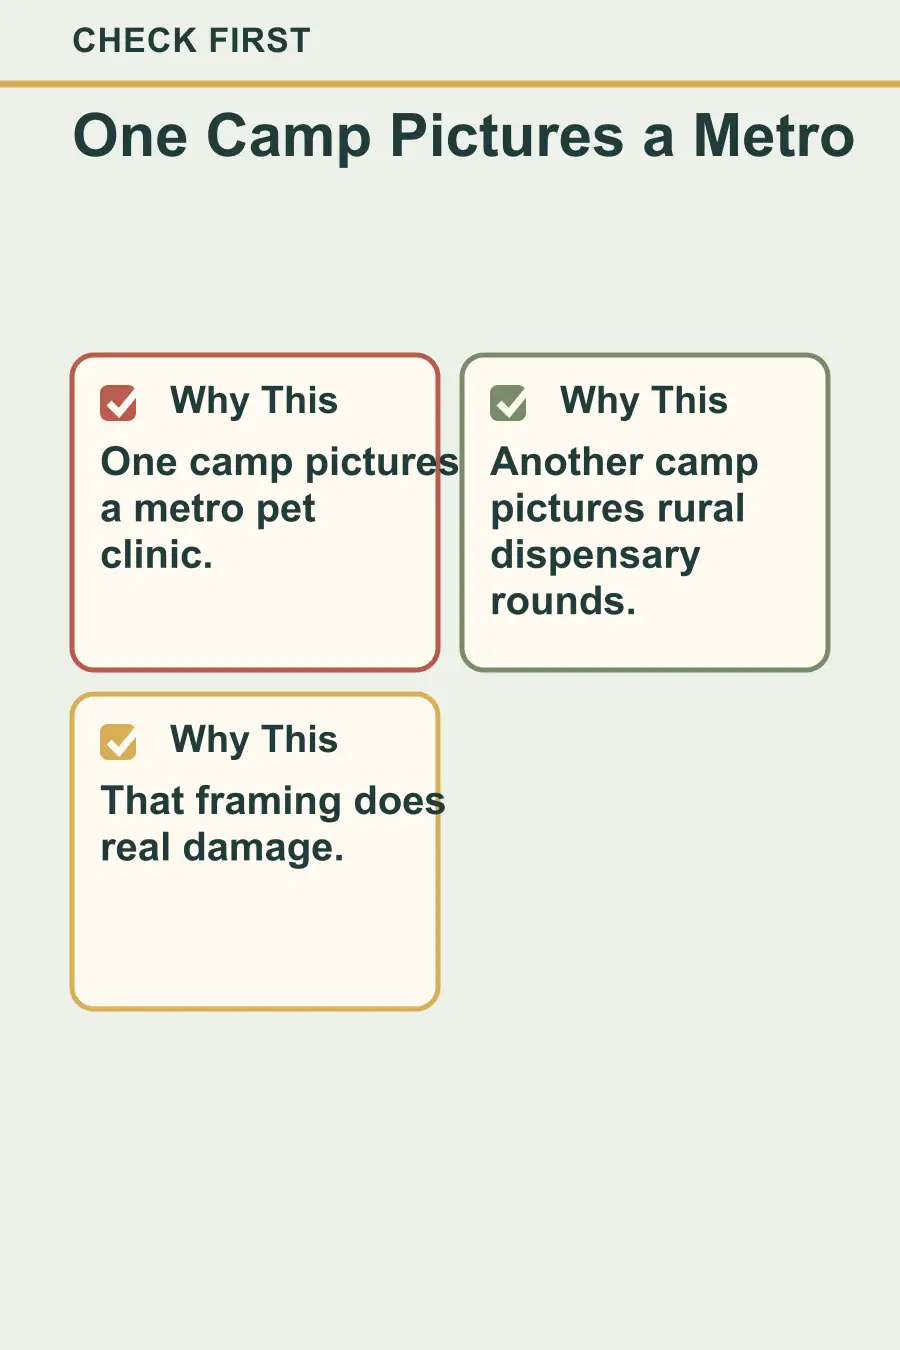 CHECK FIRST
One Camp Pictures a Metro
Why This
One camp pictures
a metro pet
clinic.
Why This
Another camp
pictures rural
dispensary
rounds.
Why This
That framing does
real damage.